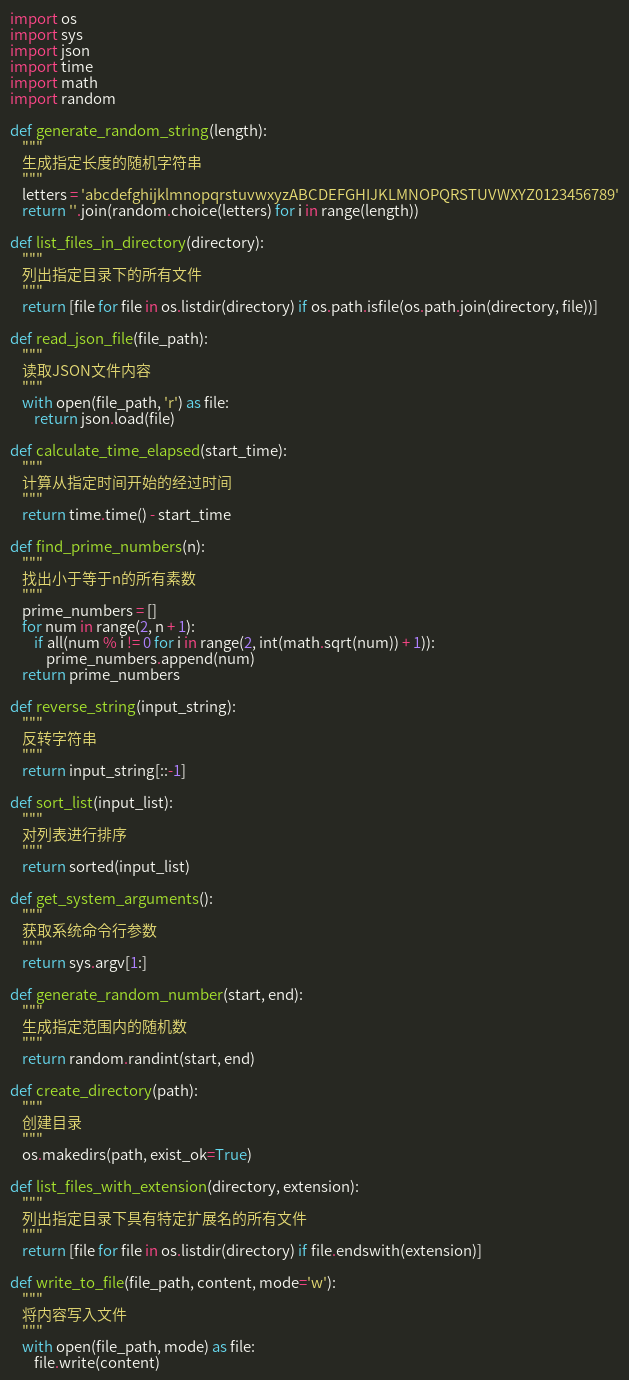 import os
import sys
import json
import time
import math
import random

def generate_random_string(length):
    """
    生成指定长度的随机字符串
    """
    letters = 'abcdefghijklmnopqrstuvwxyzABCDEFGHIJKLMNOPQRSTUVWXYZ0123456789'
    return ''.join(random.choice(letters) for i in range(length))

def list_files_in_directory(directory):
    """
    列出指定目录下的所有文件
    """
    return [file for file in os.listdir(directory) if os.path.isfile(os.path.join(directory, file))]

def read_json_file(file_path):
    """
    读取JSON文件内容
    """
    with open(file_path, 'r') as file:
        return json.load(file)

def calculate_time_elapsed(start_time):
    """
    计算从指定时间开始的经过时间
    """
    return time.time() - start_time

def find_prime_numbers(n):
    """
    找出小于等于n的所有素数
    """
    prime_numbers = []
    for num in range(2, n + 1):
        if all(num % i != 0 for i in range(2, int(math.sqrt(num)) + 1)):
            prime_numbers.append(num)
    return prime_numbers

def reverse_string(input_string):
    """
    反转字符串
    """
    return input_string[::-1]

def sort_list(input_list):
    """
    对列表进行排序
    """
    return sorted(input_list)

def get_system_arguments():
    """
    获取系统命令行参数
    """
    return sys.argv[1:]

def generate_random_number(start, end):
    """
    生成指定范围内的随机数
    """
    return random.randint(start, end)

def create_directory(path):
    """
    创建目录
    """
    os.makedirs(path, exist_ok=True)

def list_files_with_extension(directory, extension):
    """
    列出指定目录下具有特定扩展名的所有文件
    """
    return [file for file in os.listdir(directory) if file.endswith(extension)]

def write_to_file(file_path, content, mode='w'):
    """
    将内容写入文件
    """
    with open(file_path, mode) as file:
        file.write(content)